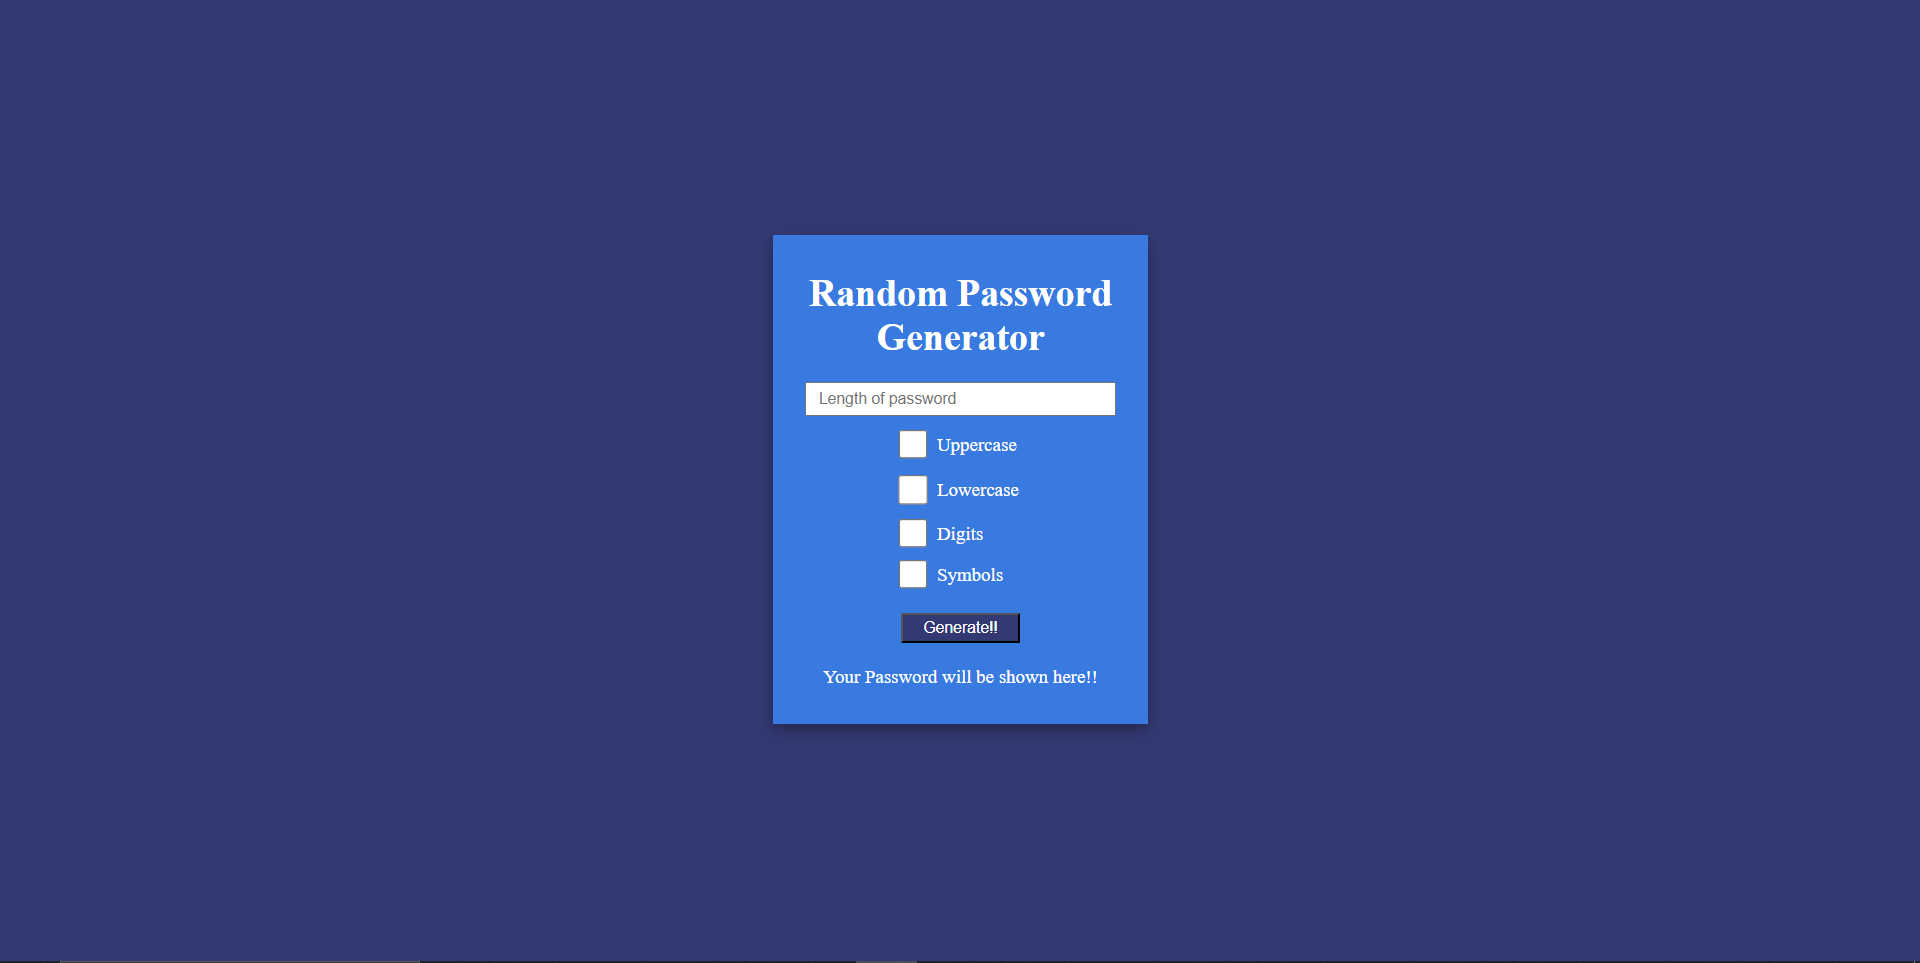 Random Password
Generator
Length of password
Uppercase
Lowercase
Digits
Symbols
Generate!!
Your Password will be shown here!!